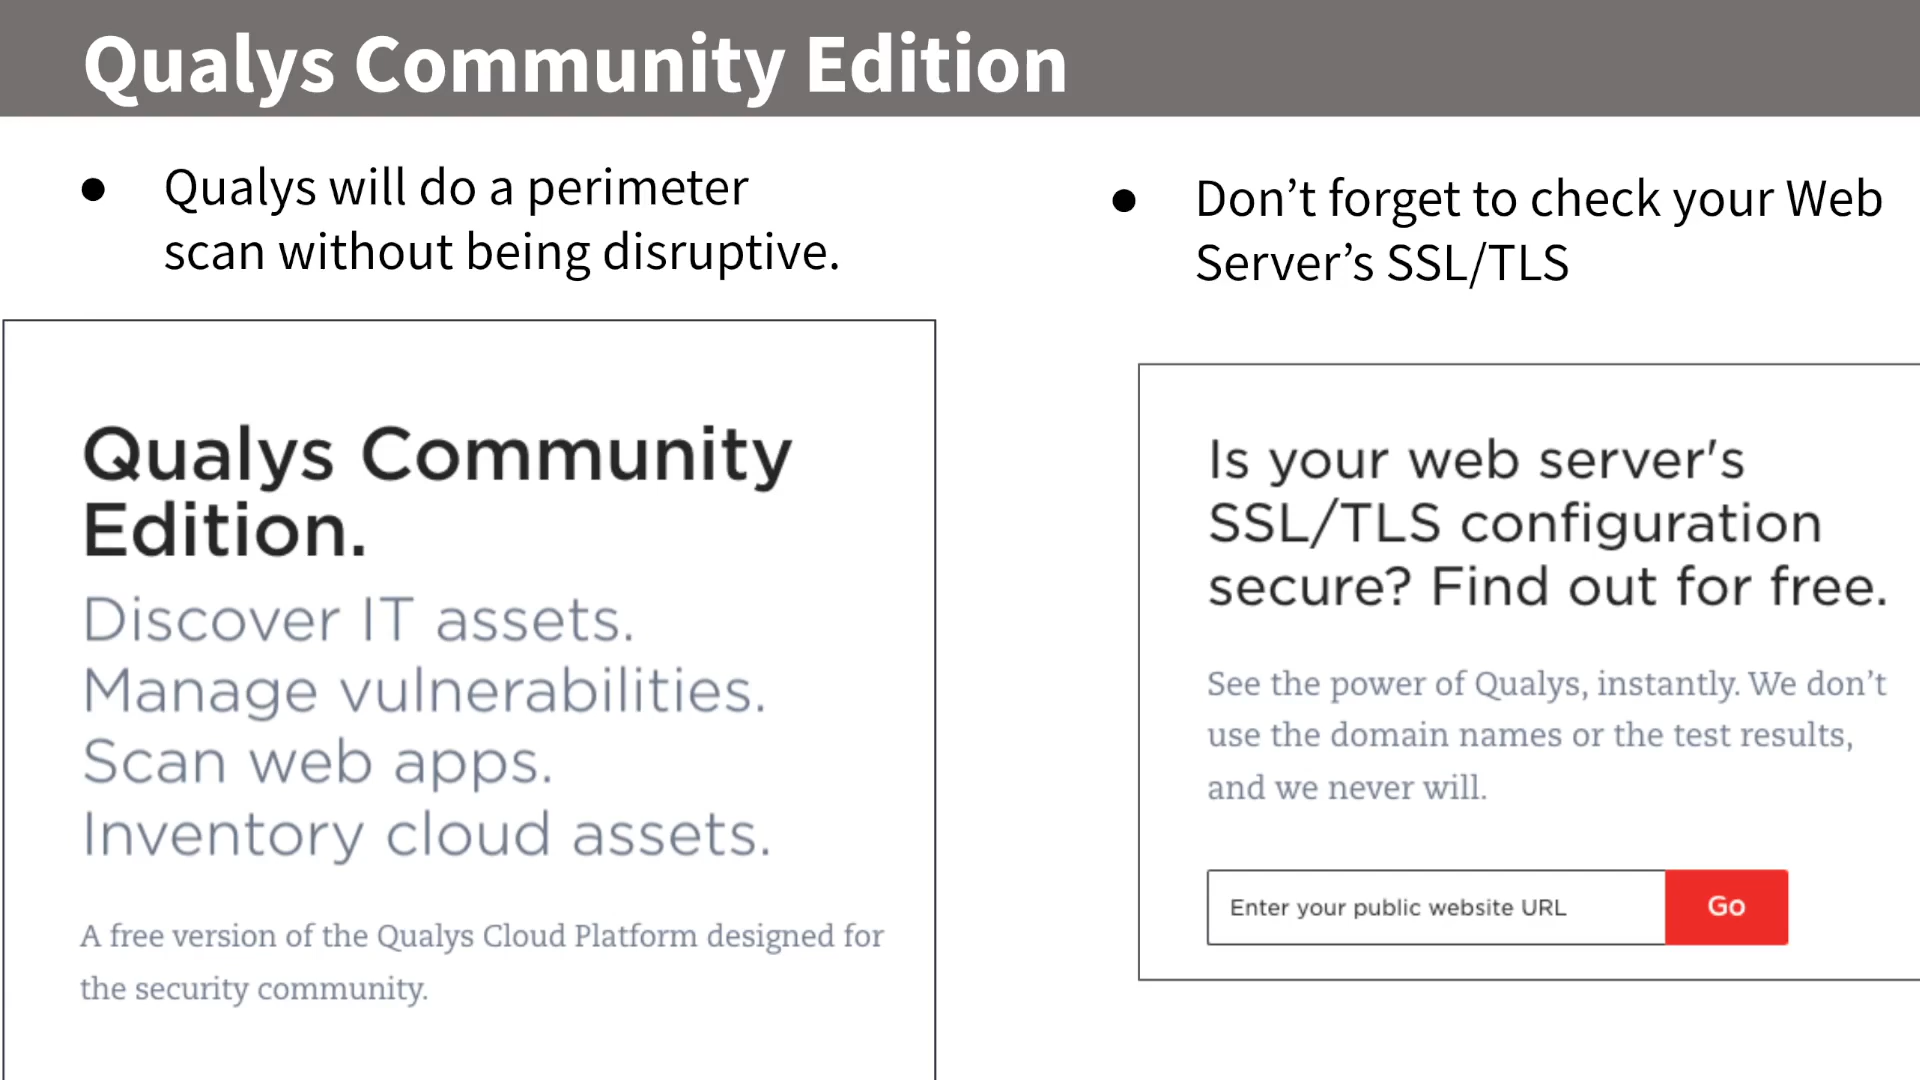 Qualys Community Edition
● Qualys will do a perimeter
scan without being disruptive.
● Don’t forget to check your Web
Server’s SSL/TLS
Qualys Community
Edition.
Discover IT assets.
Manage vulnerabilities.
Scan web apps.
Inventory cloud assets.
A free version of the Qualys Cloud Platform designed for
the security community.
Is your web server's
SSL/TLS configuration
secure? Find out for free.
See the power of Qualys, instantly. We don’t
use the domain names or the test results,
and we never will.
Enter your public website URL
Go